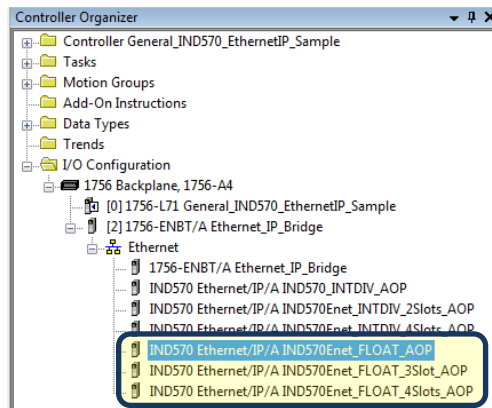 Controller Organizer
Controller General_IND570_EthernetIP_Sample
Tasks
Motion Groups
Add-On Instructions
Data Types
Trends
I/O Configuration
1756 Backplane, 1756-A4
[0] 1756-L71 General_IND570_EthernetIP_Sample
[2] 1756-ENBT/A Ethernet_IP_Bridge
Ethernet
1756-ENBT/A Ethernet_IP_Bridge
IND570 Ethernet/IP/A IND570_INTDIV_AOP
IND570 Ethernet/IP/A IND570Enet_INTDIV_2Slots_AOP
IND570 Ethernet/IP/A IND570Enet_INTDIV_4Slots_AOP
IND570 Ethernet/IP/A IND570Enet_FLOAT_AOP
IND570 Ethernet/IP/A IND570Enet_FLOAT_3Slot_AOP
IND570 Ethernet/IP/A IND570Enet_FLOAT_4Slots_AOP